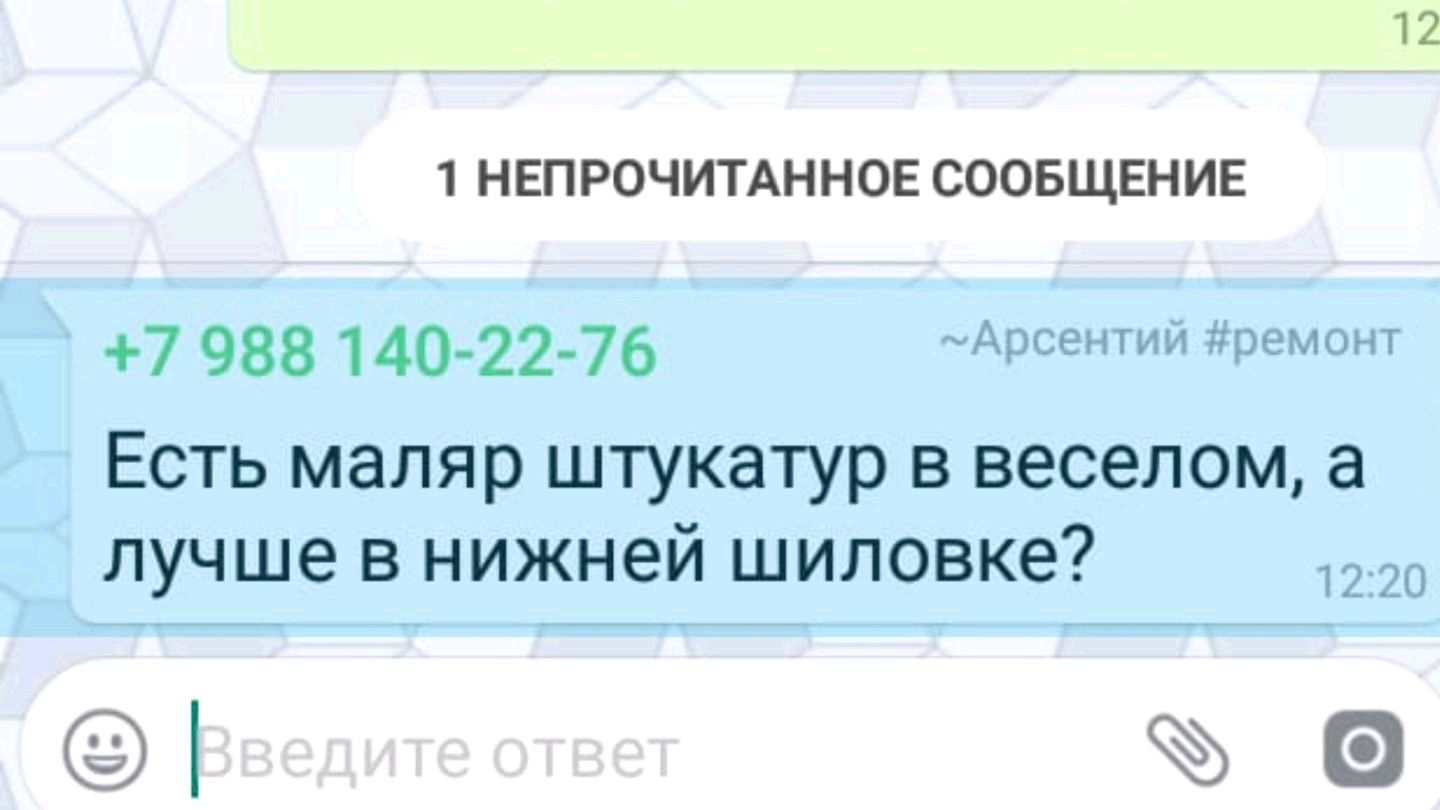 12
1 НЕПРОЧИТАННОЕ СООБЩЕНИЕ
+7 988 140-22-76 ~Арсентий #ремонт
Есть маляр штукатур в веселом, а
лучше в нижней шиловке?
12:20
Введите ответ